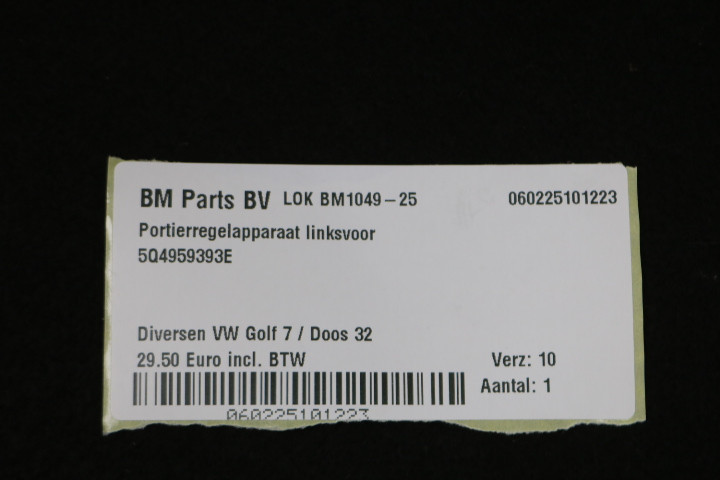 BM Parts BV LOK BM1049-25 060225101223
Portierregelapparaat linksvoor
5Q4959393E
Diversen VW Golf 7 / Doos 32
29.50 Euro incl. BTW Verz: 10
Aantal: 1
060225101223